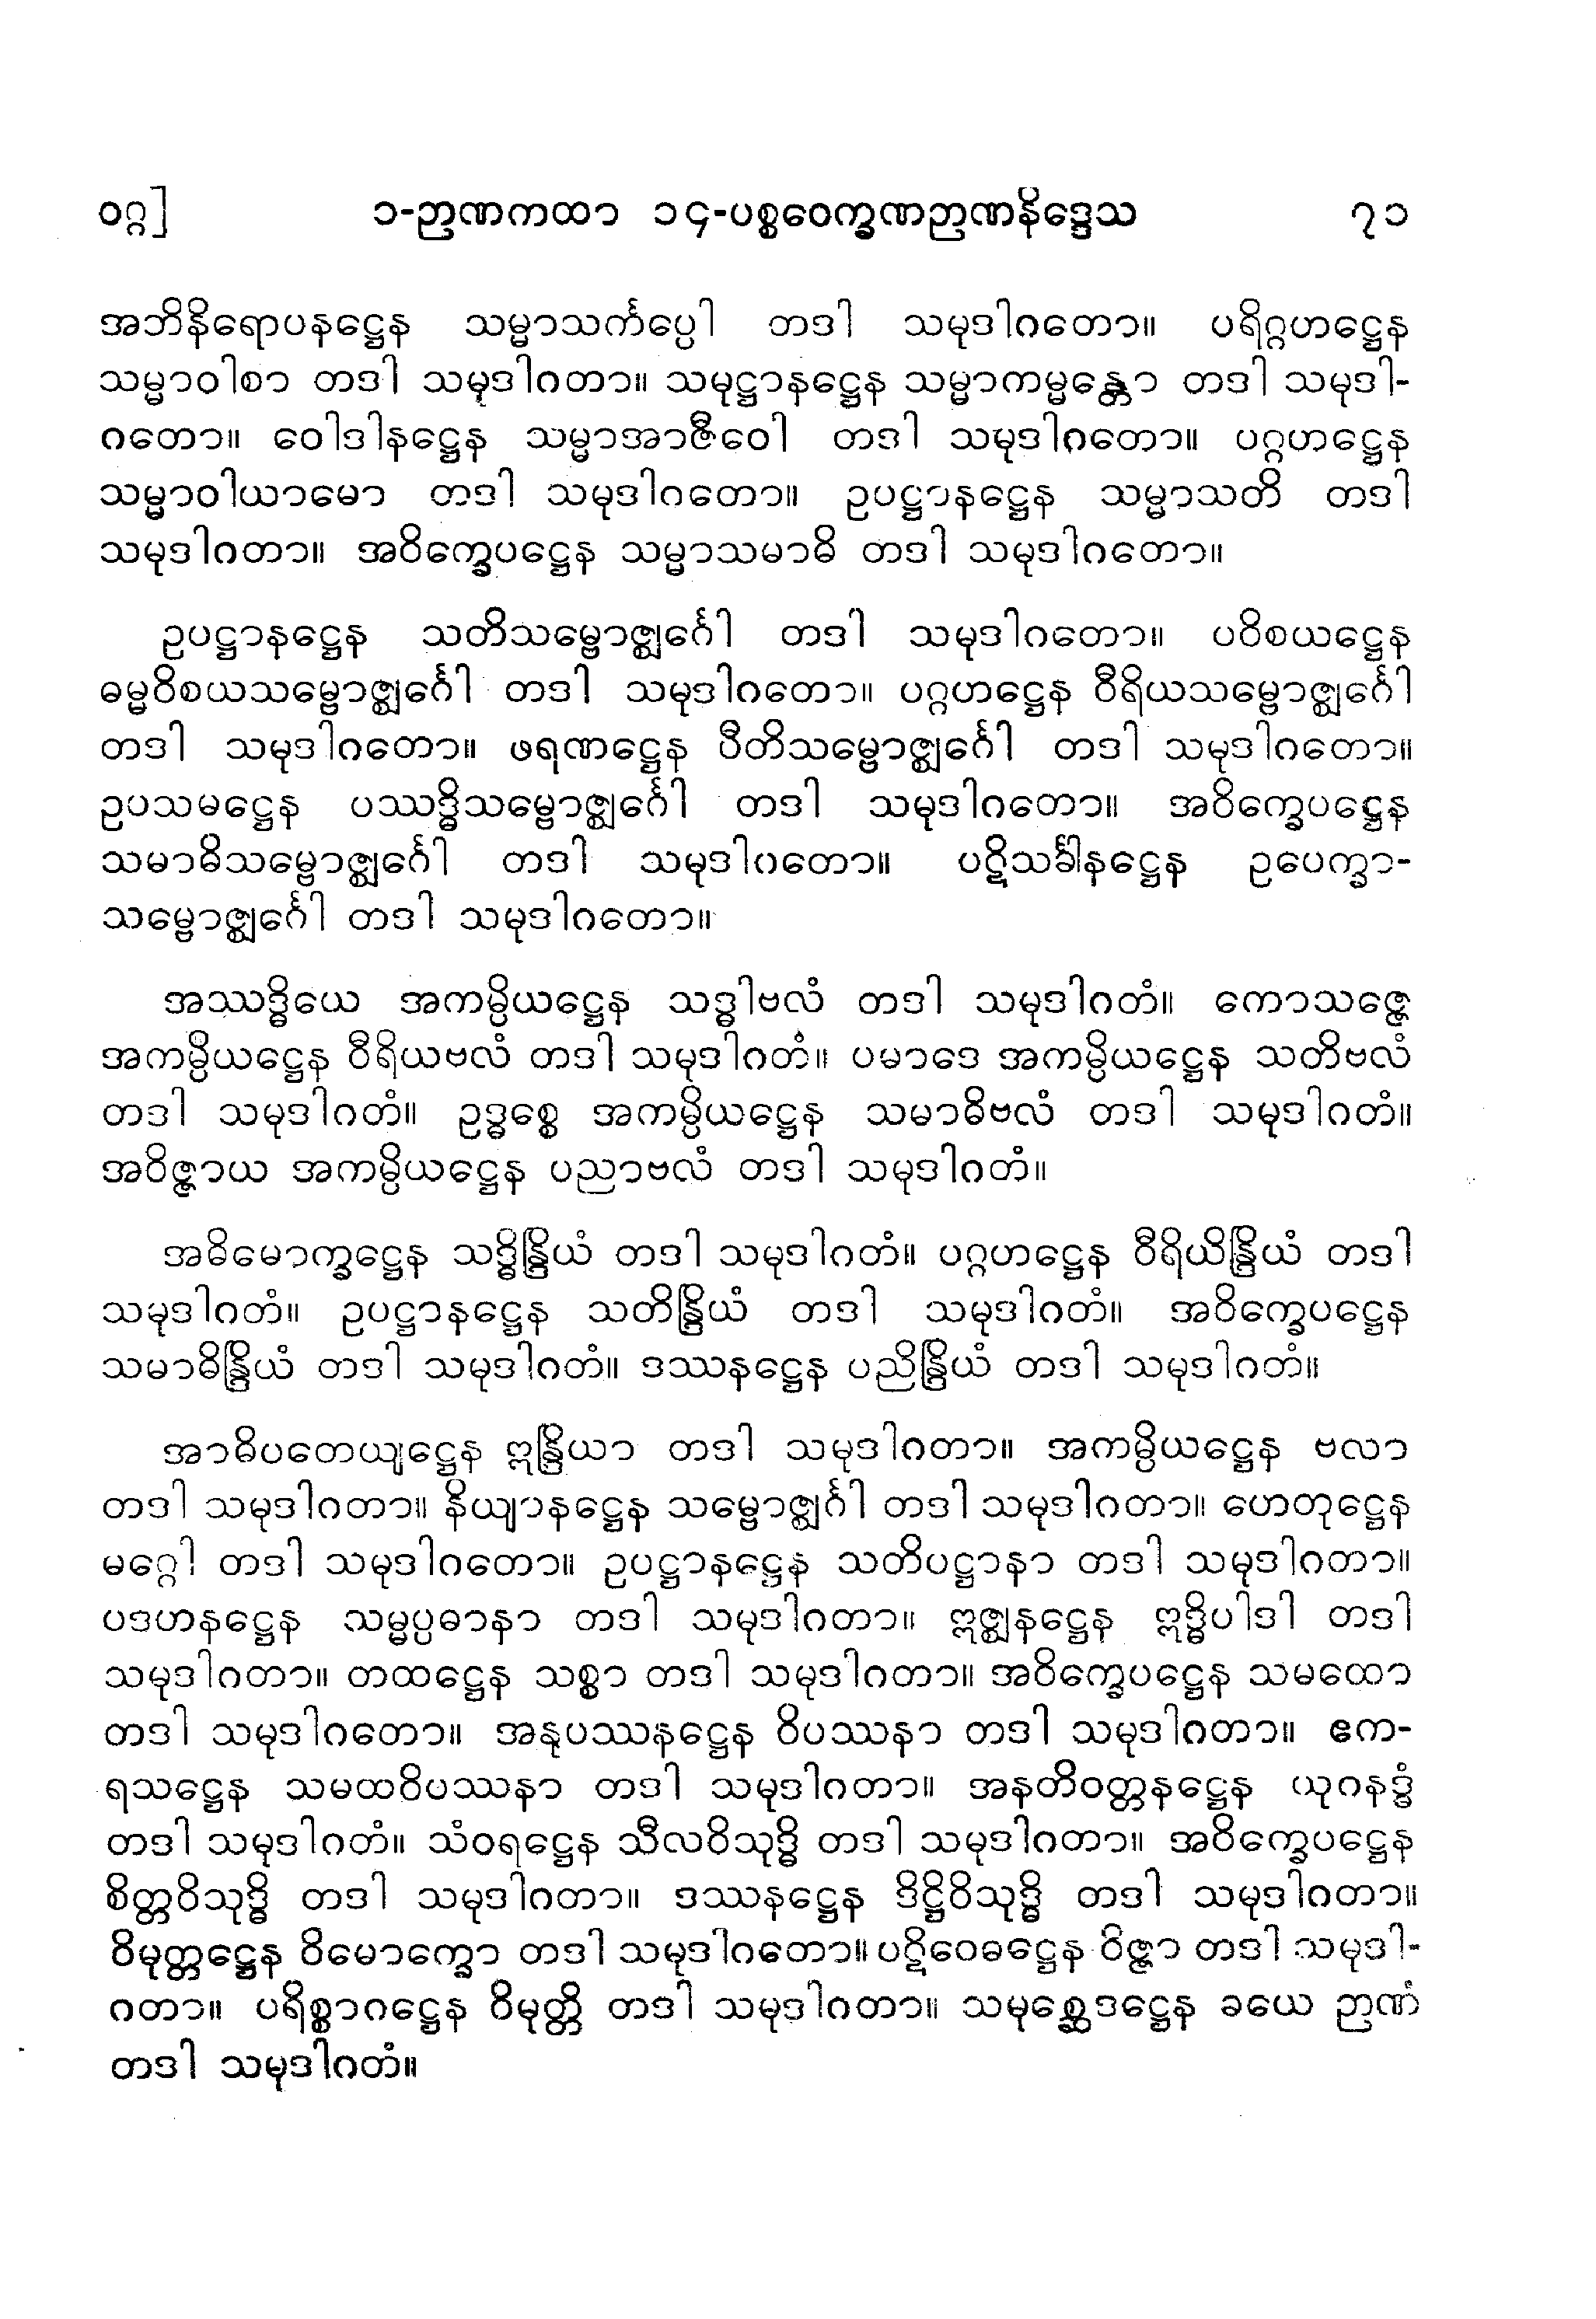 ဝဂ္ဂ] ၁-ဉာဏကထာ ၁၄-ပစ္စဝေက္ခဏဉာဏနိဒ္ဒေသ ၇၁
အဘိနိရောပနဋ္ဌေန သမ္မာသင်္ကပ္ပေါ တဒါ သမုဒါဂတော။ ပရိဂ္ဂဟဋ္ဌေန
သမ္မာဝါစာ တဒါ သမုဒါဂတာ။ သမုဋ္ဌာနဋ္ဌေန သမ္မာကမ္မန္တော တဒါ သမုဒါ-
ဂတော။ ဝေါဒါနဋ္ဌေန သမ္မာအာဇီဝေါ တဒါ သမုဒါဂတော။ ပဂ္ဂဟဋ္ဌေန
သမ္မာဝါယာမော တဒါ သမုဒါဂတော။ ဥပဋ္ဌာနဋ္ဌေန သမ္မာသတိ တဒါ
သမုဒါဂတာ။ အဝိက္ခေပဋ္ဌေန သမ္မာသမာဓိ တဒါ သမုဒါဂတော။
ဥပဋ္ဌာနဋ္ဌေန သတိသမ္ဗောဇ္ဈင်္ဂေါ တဒါ သမုဒါဂတော။ ပဝိစယဋ္ဌေန
ဓမ္မဝိစယသမ္ဗောဇ္ဈင်္ဂေါ တဒါ သမုဒါဂတော။ ပဂ္ဂဟဋ္ဌေန ဝီရိယသမ္ဗောဇ္ဈင်္ဂေါ
တဒါ သမုဒါဂတော။ ဖရဏဋ္ဌေန ပီတိသမ္ဗောဇ္ဈင်္ဂေါ တဒါ သမုဒါဂတော။
ဥပသမဋ္ဌေန ပဿဒ္ဓိသမ္ဗောဇ္ဈင်္ဂေါ တဒါ သမုဒါဂတော။ အဝိက္ခေပဋ္ဌေန
သမာဓိသမ္ဗောဇ္ဈင်္ဂေါ တဒါ သမုဒါဂတော။ ပဋိသင်္ခါနဋ္ဌေန ဥပေက္ခာ-
သမ္ဗောဇ္ဈင်္ဂေါ တဒါ သမုဒါဂတော။
အဿဒ္ဓိယေ အကမ္ပိယဋ္ဌေန သဒ္ဓါဗလံ တဒါ သမုဒါဂတံ။ ကောသဇ္ဇေ
အကမ္ပိယဋ္ဌေန ဝီရိယဗလံ တဒါ သမုဒါဂတံ။ ပမာဒေ အကမ္ပိယဋ္ဌေန သတိဗလံ
တဒါ သမုဒါဂတံ။ ဥဒ္ဓစ္စေ အကမ္ပိယဋ္ဌေန သမာဓိဗလံ တဒါ သမုဒါဂတံ။
အဝိဇ္ဇာယ အကမ္ပိယဋ္ဌေန ပညာဗလံ တဒါ သမုဒါဂတံ။
အဓိမောက္ခဋ္ဌေန သဒ္ဓိန္ဒြိယံ တဒါ သမုဒါဂတံ။ ပဂ္ဂဟဋ္ဌေန ဝီရိယိန္ဒြိယံ တဒါ
သမုဒါဂတံ။ ဥပဋ္ဌာနဋ္ဌေန သတိန္ဒြိယံ တဒါ သမုဒါဂတံ။ အဝိက္ခေပဋ္ဌေန
သမာဓိန္ဒြိယံ တဒါ သမုဒါဂတံ။ ဒဿနဋ္ဌေန ပညိန္ဒြိယံ တဒါ သမုဒါဂတံ။
အာဓိပတေယျဋ္ဌေန ဣန္ဒြိယာ တဒါ သမုဒါဂတာ။ အကမ္ပိယဋ္ဌေန ဗလာ
တဒါ သမုဒါဂတာ။ နိယျာနဋ္ဌေန သမ္ဗောဇ္ဈင်္ဂါ တဒါ သမုဒါဂတာ။ ဟေတုဋ္ဌေန
မဂ္ဂေါ တဒါ သမုဒါဂတော။ ဥပဋ္ဌာနဋ္ဌေန သတိပဋ္ဌာနာ တဒါ သမုဒါဂတာ။
ပဒဟနဋ္ဌေန သမ္မပ္ပဓာနာ တဒါ သမုဒါဂတာ။ ဣဇ္ဈနဋ္ဌေန ဣဒ္ဓိပါဒါ တဒါ
သမုဒါဂတာ။ တထဋ္ဌေန သစ္စာ တဒါ သမုဒါဂတာ။ အဝိက္ခေပဋ္ဌေန သမထော
တဒါ သမုဒါဂတော။ အနုပဿနဋ္ဌေန ဝိပဿနာ တဒါ သမုဒါဂတာ။ ဧက-
ရသဋ္ဌေန သမထဝိပဿနာ တဒါ သမုဒါဂတာ။ အနတိဝတ္တနဋ္ဌေန ယုဂနဒ္ဓံ
တဒါ သမုဒါဂတံ။ သံဝရဋ္ဌေန သီလဝိသုဒ္ဓိ တဒါ သမုဒါဂတာ။ အဝိက္ခေပဋ္ဌေန
စိတ္တဝိသုဒ္ဓိ တဒါ သမုဒါဂတာ။ ဒဿနဋ္ဌေန ဒိဋ္ဌိဝိသုဒ္ဓိ တဒါ သမုဒါဂတာ။
ဝိမုတ္တဋ္ဌေန ဝိမောက္ခော တဒါ သမုဒါဂတော။ ပဋိဝေဓဋ္ဌေန ဝိဇ္ဇာ တဒါ သမုဒါ-
ဂတာ။ ပရိစ္စာဂဋ္ဌေန ဝိမုတ္တိ တဒါ သမုဒါဂတာ။ သမုစ္ဆေဒဋ္ဌေန ခယေ ဉာဏံ
တဒါ သမုဒါဂတံ။